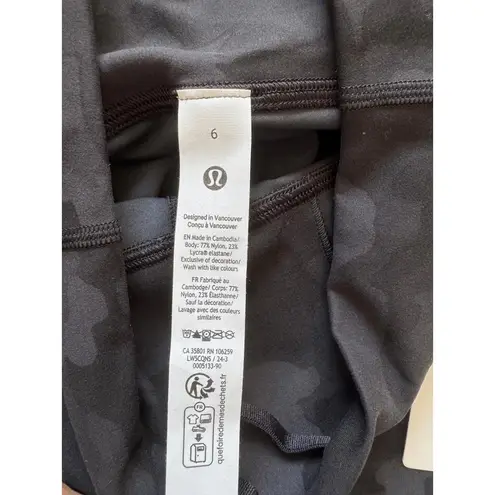 6
Designed in Vancouver
Conçu à Vancouver
EN Made in Cambodia/
Body: 77% Nylon, 23%
Lycra® elastane/
Exclusive of decoration/
Wash with like colours
FR Fabriqué au
Cambodge/ Corps: 77%
Nylon, 23% Élasthanne/
Sauf la décoration/
Lavage avec des couleurs
similaires
CA 35801 RN 106259
LW5CQNS / 24-3
0005133-90
FR
quefairedemesdechets.fr